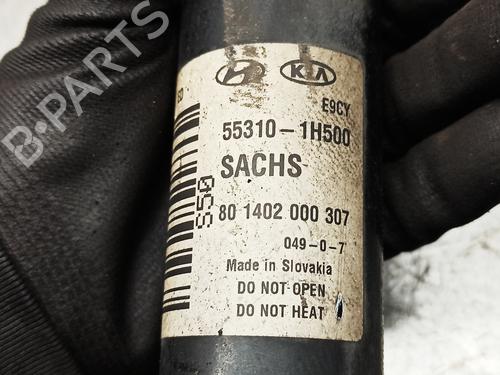 B-PARTS
KIA
E9CY
55310-1H500
SACHS
S50
80 1402 000 307
049-0-7
Made in Slovakia
DO NOT OPEN
DO NOT HEAT